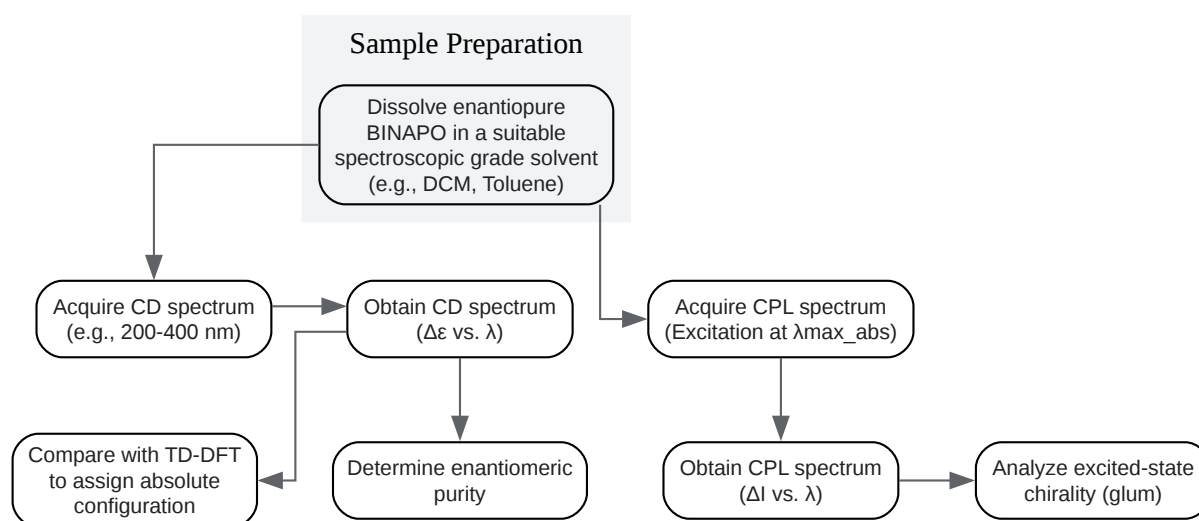 Sample Preparation
Dissolve enantiopure
BINAPO in a suitable
spectroscopic grade solvent
(e.g., DCM, Toluene)
Acquire CD spectrum
(e.g., 200-400 nm)
Obtain CD spectrum
(Δε vs. λ)
Acquire CPL spectrum
(Excitation at λmax_abs)
Compare with TD-DFT
to assign absolute
configuration
Determine enantiomeric
purity
Obtain CPL spectrum
(ΔI vs. λ)
Analyze excited-state
chirality (glum)